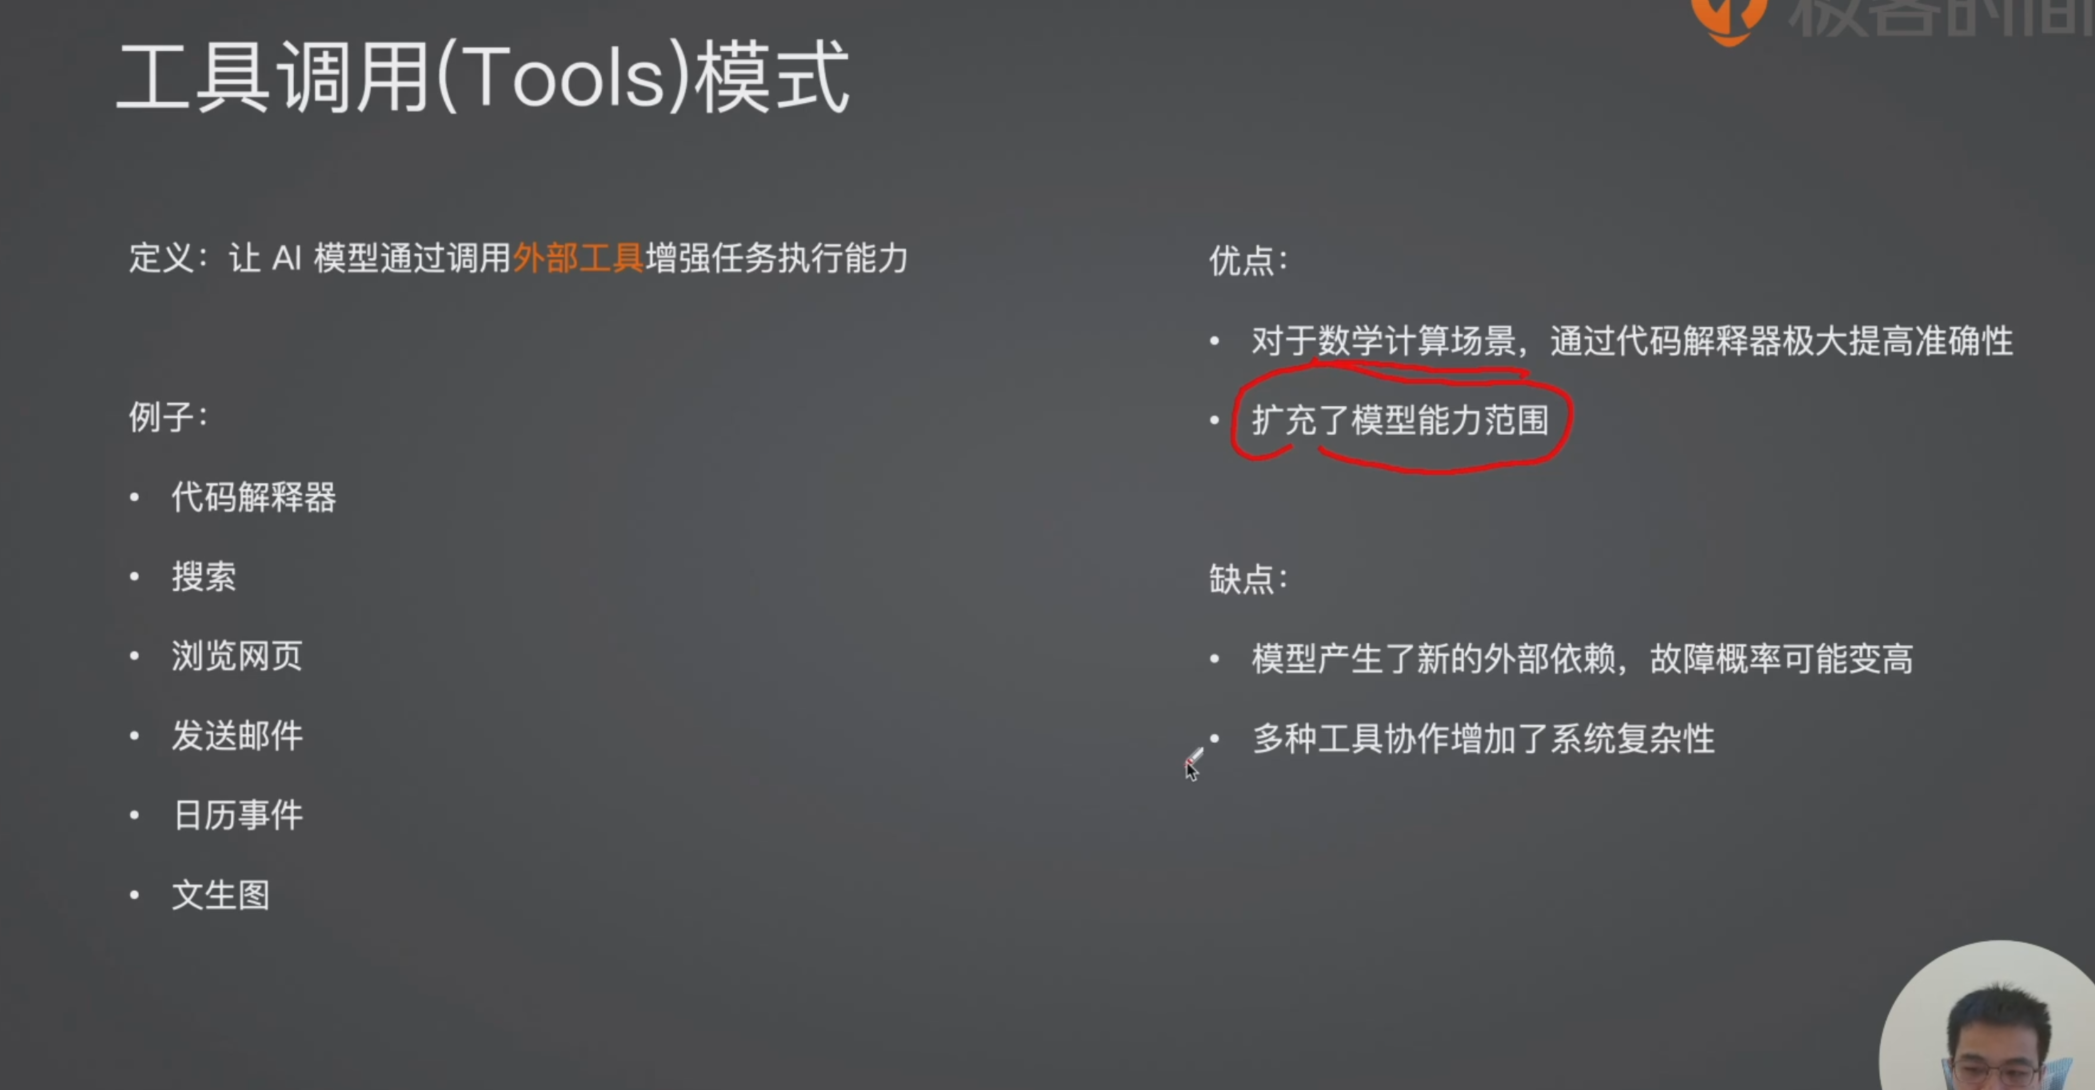 极客时间
工具调用(Tools)模式
定义：让 AI 模型通过调用外部工具增强任务执行能力
例子：
• 代码解释器
• 搜索
• 浏览网页
• 发送邮件
• 日历事件
• 文生图
优点：
• 对于数学计算场景，通过代码解释器极大提高准确性
• 扩充了模型能力范围
缺点：
• 模型产生了新的外部依赖，故障概率可能变高
• 多种工具协作增加了系统复杂性